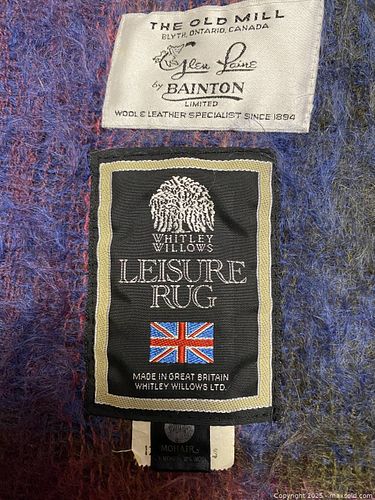 THE OLD MILL
BLYTH, ONTARIO, CANADA
Glen Laine
by BAINTON
LIMITED
WOOL & LEATHER SPECIALIST SINCE 1894
WHITLEY
WILLOWS
LEISURE
RUG
MADE IN GREAT BRITAIN
WHITLEY WILLOWS LTD.
MOHAIR
Copyright 2025 - maxsold.com